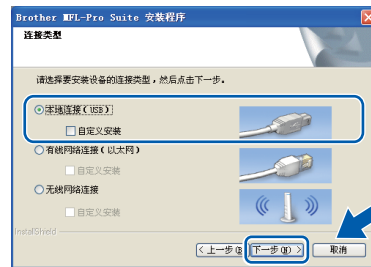 Brother MFL-Pro Suite 安装程序
连接类型
请选择要安装设备的连接类型，然后点击下一步。
本地连接（USB）
自定义安装
有线网络连接（以太网）
自定义安装
无线网络连接
自定义安装
InstallShield
< 上一步(B) 下一步(N) > 取消